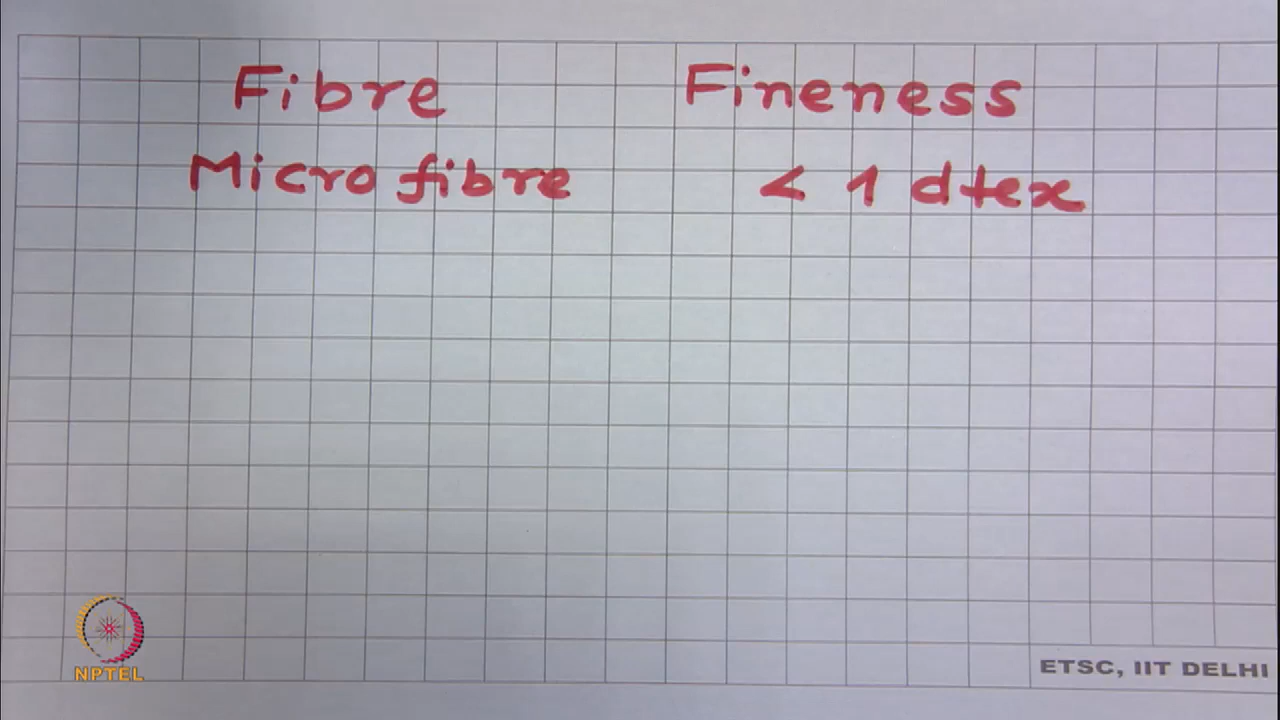 Fibre Fineness
Micro fibre < 1 dtex
NPTEL
ETSC, IIT DELHI